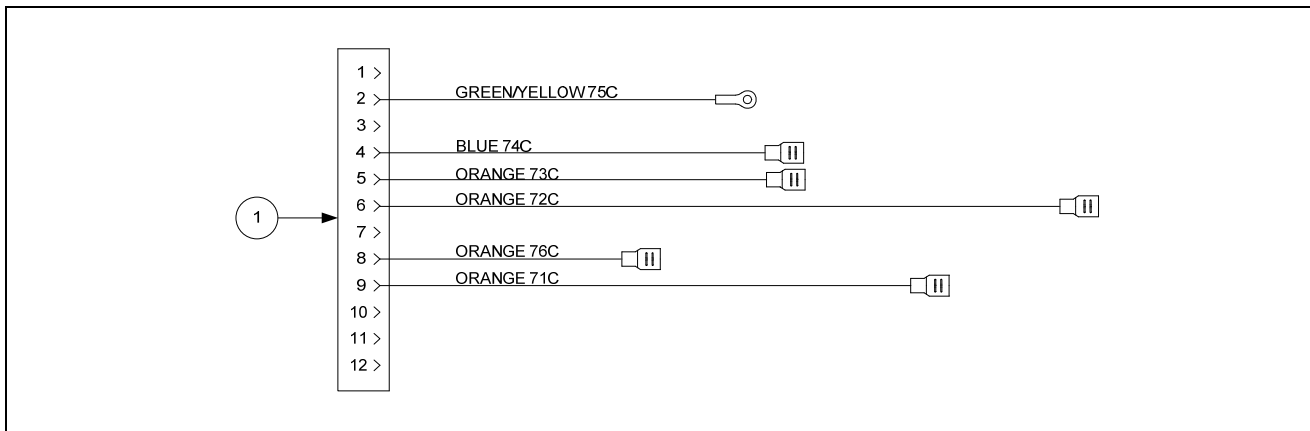 1
2 GREEN/YELLOW 75C
3
4 BLUE 74C
5 ORANGE 73C
6 ORANGE 72C
1
7
8 ORANGE 76C
9 ORANGE 71C
10
11
12